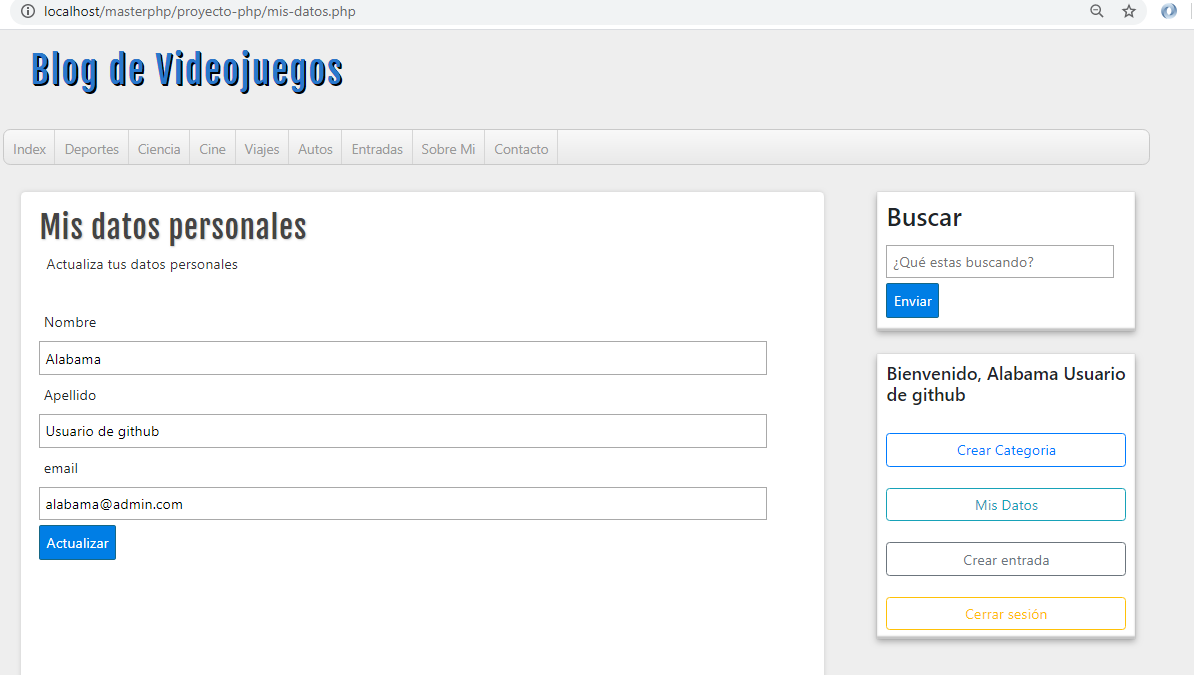 localhost/masterphp/proyecto-php/mis-datos.php
Blog de Videojuegos
Index Deportes Ciencia Cine Viajes Autos Entradas Sobre Mi Contacto
Mis datos personales
Actualiza tus datos personales
Nombre
Alabama
Apellido
Usuario de github
email
alabama@admin.com
Actualizar
Buscar
¿Qué estas buscando?
Enviar
Bienvenido, Alabama Usuario
de github
Crear Categoria
Mis Datos
Crear entrada
Cerrar sesión